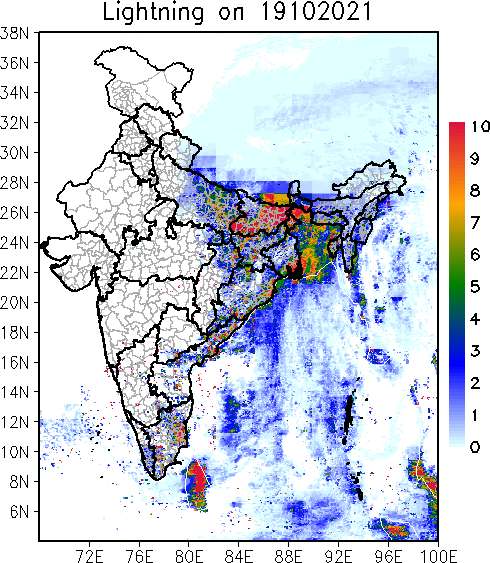 Lightning on 19102021
38N
36N
34N
32N
30N
28N
26N
24N
22N
20N
18N
16N
14N
12N
10N
8N
6N
72E 76E 80E 84E 88E 92E 96E 100E
10
9
8
7
6
5
4
3
2
1
0